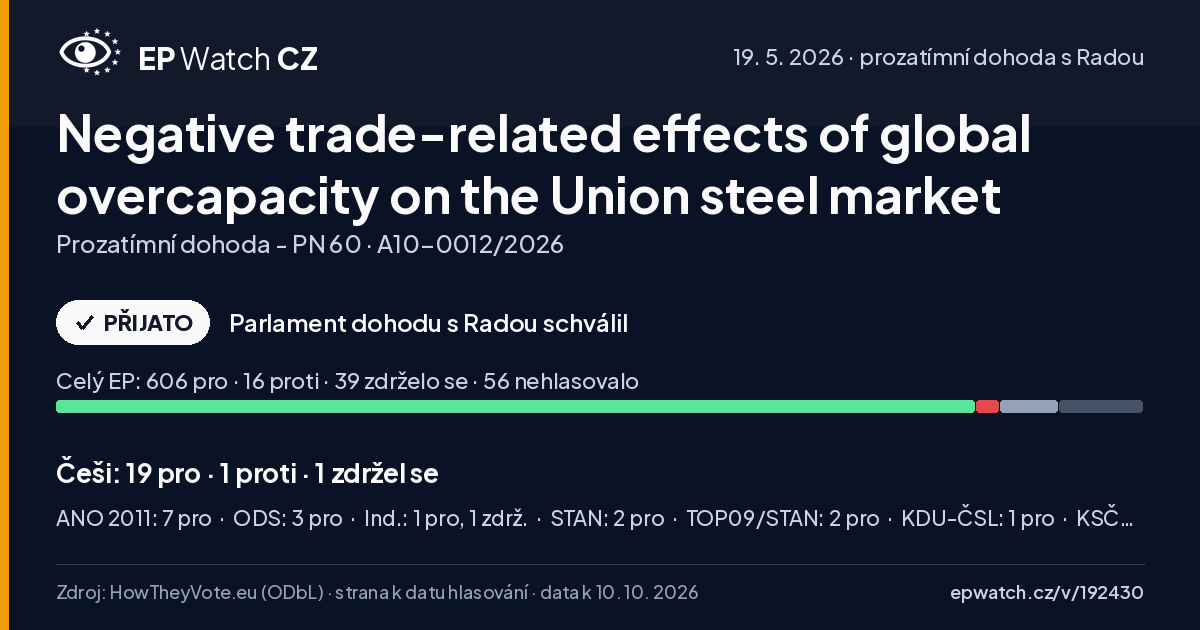 EP Watch CZ
19. 5. 2026 · prozatímní dohoda s Radou
Negative trade-related effects of global
overcapacity on the Union steel market
Prozatímní dohoda - PN 60 · A10-0012/2026
✓ PŘIJATO
Parlament dohodu s Radou schválil
Celý EP: 606 pro · 16 proti · 39 zdrželo se · 56 nehlasovalo
Češi: 19 pro · 1 proti · 1 zdržel se
ANO 2011: 7 pro · ODS: 3 pro · Ind.: 1 pro, 1 zdrž. · STAN: 2 pro · TOP09/STAN: 2 pro · KDU-ČSL: 1 pro · KSČ…
Zdroj: HowTheyVote.eu (ODbL) · strana k datu hlasování · data k 10. 10. 2026
epwatch.cz/v/192430